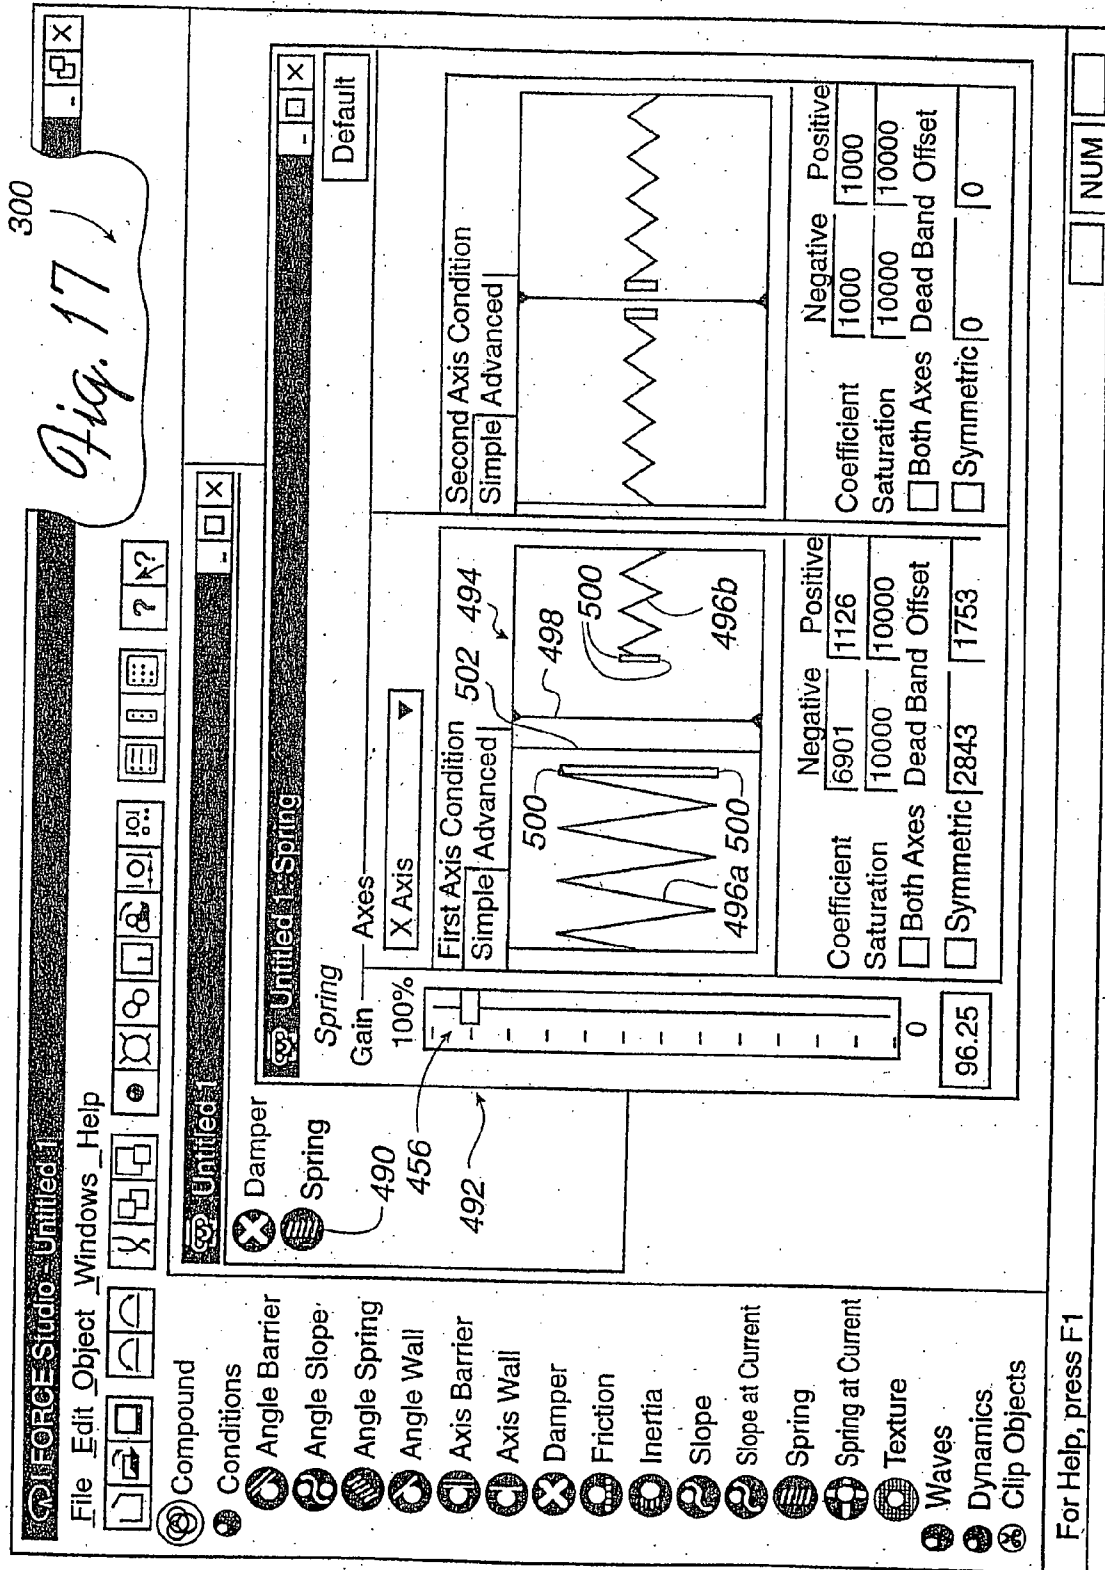 300
Fig. 17
I FORCE Studio - Untitled 1
File Edit Object Windows Help
Compound
Conditions
Angle Barrier
Angle Slope
Angle Spring
Angle Wall
Axis Barrier
Axis Wall
Damper
Friction
Inertia
Slope
Slope at Current
Spring
Spring at Current
Texture
Waves
Dynamics
Clip Objects
Untitled 1
Damper
Spring
490
456
492
Untitled 1 - Spring
Spring
Default
Gain
Axes
100%
X Axis
0
96.25
First Axis Condition
Simple Advanced
502
494
498
500
500
500
496a
496b
Negative Positive
Coefficient 6901 1126
Saturation 10000 10000
Both Axes Dead Band Offset
Symmetric 2843 1753
Second Axis Condition
Simple Advanced
Negative Positive
Coefficient 1000 1000
Saturation 10000 10000
Both Axes Dead Band Offset
Symmetric 0 0
For Help, press F1
NUM